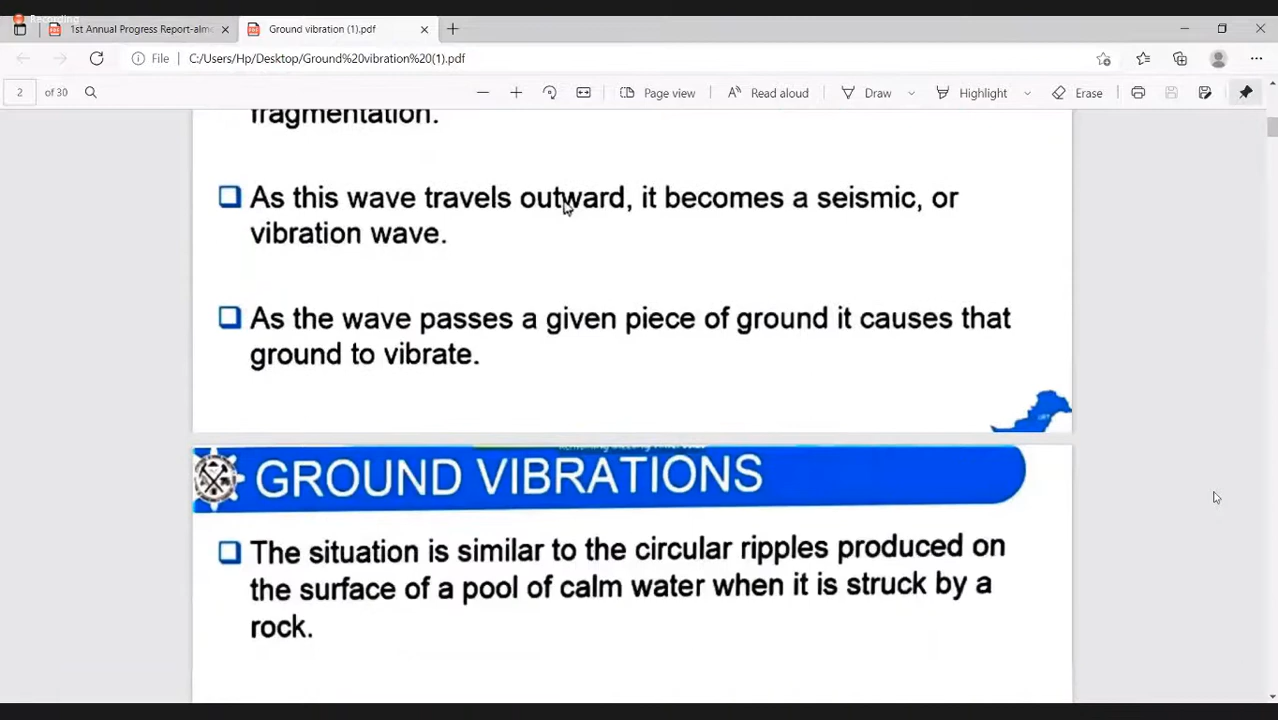 Recording
1st Annual Progress Report-almo
Ground vibration (1).pdf
File
C:/Users/Hp/Desktop/Ground%20vibration%20(1).pdf
2 of 30
Page view
Read aloud
Draw
Highlight
Erase
fragmentation.
As this wave travels outward, it becomes a seismic, or
vibration wave.
As the wave passes a given piece of ground it causes that
ground to vibrate.
GROUND VIBRATIONS
The situation is similar to the circular ripples produced on
the surface of a pool of calm water when it is struck by a
rock.